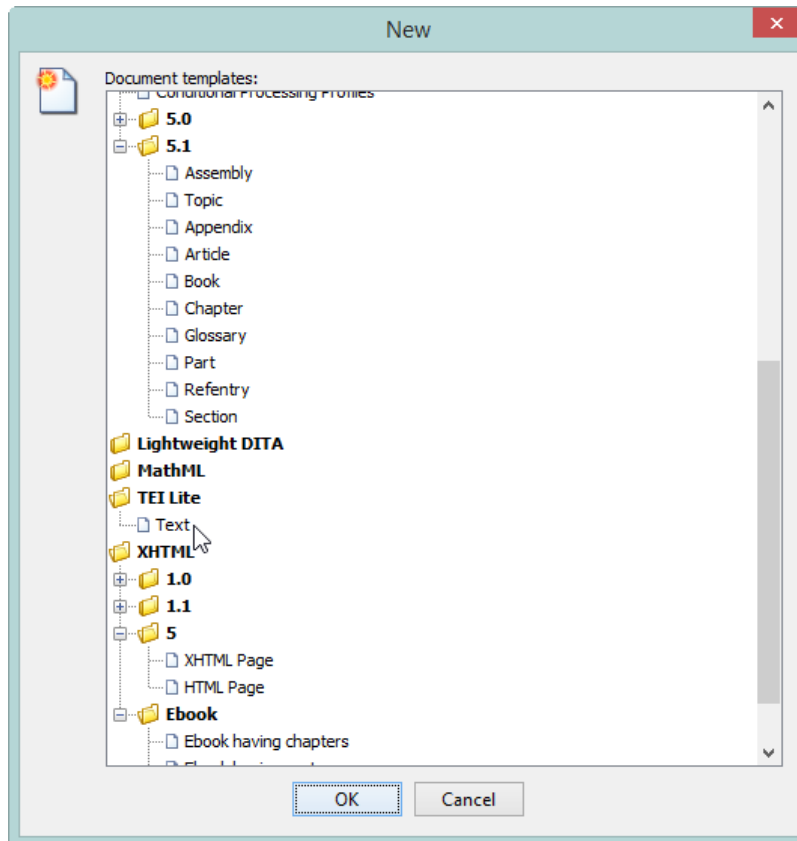 New
Document templates:
Conditional Processing Profiles
5.0
5.1
Assembly
Topic
Appendix
Article
Book
Chapter
Glossary
Part
Refentry
Section
Lightweight DITA
MathML
TEI Lite
Text
XHTML
1.0
1.1
5
XHTML Page
HTML Page
Ebook
Ebook having chapters
OK Cancel